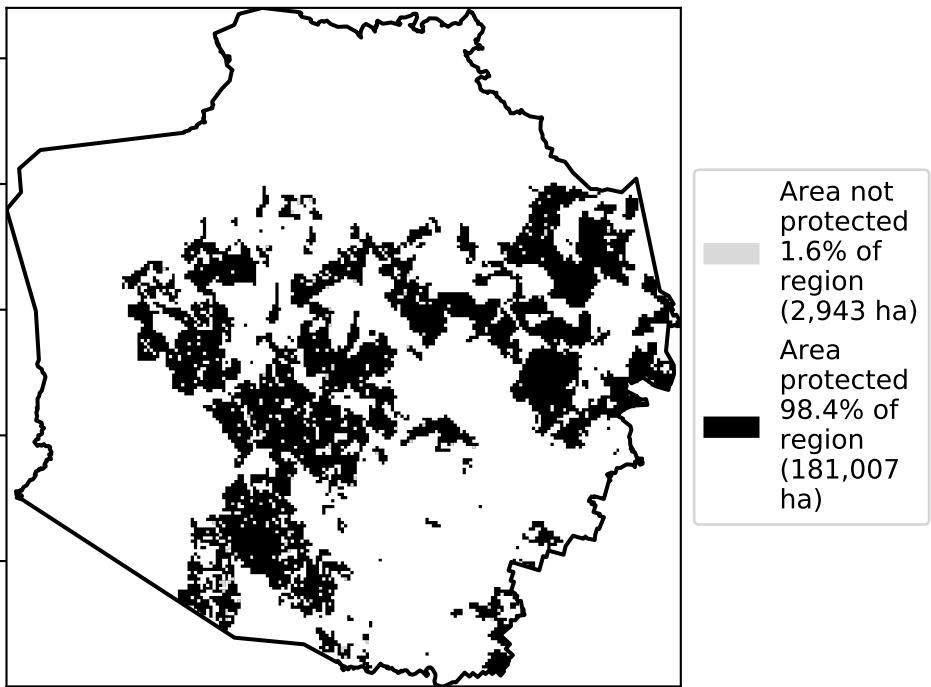 Area not
protected
1.6% of
region
(2,943 ha)
Area
protected
98.4% of
region
(181,007
ha)